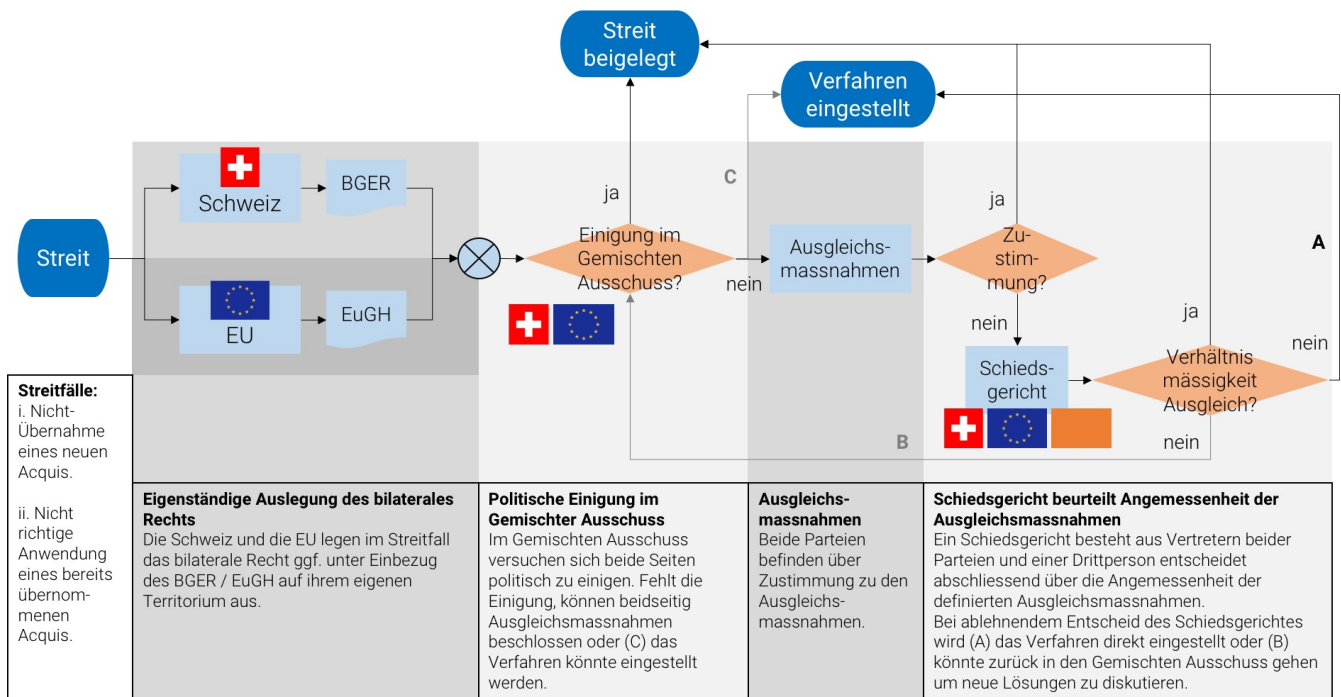 Streit
beigelegt
Verfahren
eingestellt
Schweiz
BGER
C
ja
ja
Streit
Einigung im
Gemischten
Ausschuss?
nein
Ausgleichs-
massnahmen
Zu-
stim-
mung?
A
EU
EuGH
nein
ja
nein
Schieds-
gericht
Verhältnis
mässigkeit
Ausgleich?
nein
B
Streitfälle:
i. Nicht-
Übernahme
eines neuen
Acquis.
ii. Nicht
richtige
Anwendung
eines bereits
übernom-
menen
Acquis.
Eigenständige Auslegung des bilaterales
Rechts
Die Schweiz und die EU legen im Streitfall
das bilaterale Recht ggf. unter Einbezug
des BGER / EuGH auf ihrem eigenen
Territorium aus.
Politische Einigung im
Gemischter Ausschuss
Im Gemischten Ausschuss
versuchen sich beide Seiten
politisch zu einigen. Fehlt die
Einigung, können beidseitig
Ausgleichsmassnahmen
beschlossen oder (C) das
Verfahren könnte eingestellt
werden.
Ausgleichs-
massnahmen
Beide Parteien
befinden über
Zustimmung zu den
Ausgleichs-
massnahmen.
Schiedsgericht beurteilt Angemessenheit der
Ausgleichsmassnahmen
Ein Schiedsgericht besteht aus Vertretern beider
Parteien und einer Drittperson entscheidet
abschliessend über die Angemessenheit der
definierten Ausgleichsmassnahmen.
Bei ablehnendem Entscheid des Schiedsgerichtes
wird (A) das Verfahren direkt eingestellt oder (B)
könnte zurück in den Gemischten Ausschuss gehen
um neue Lösungen zu diskutieren.